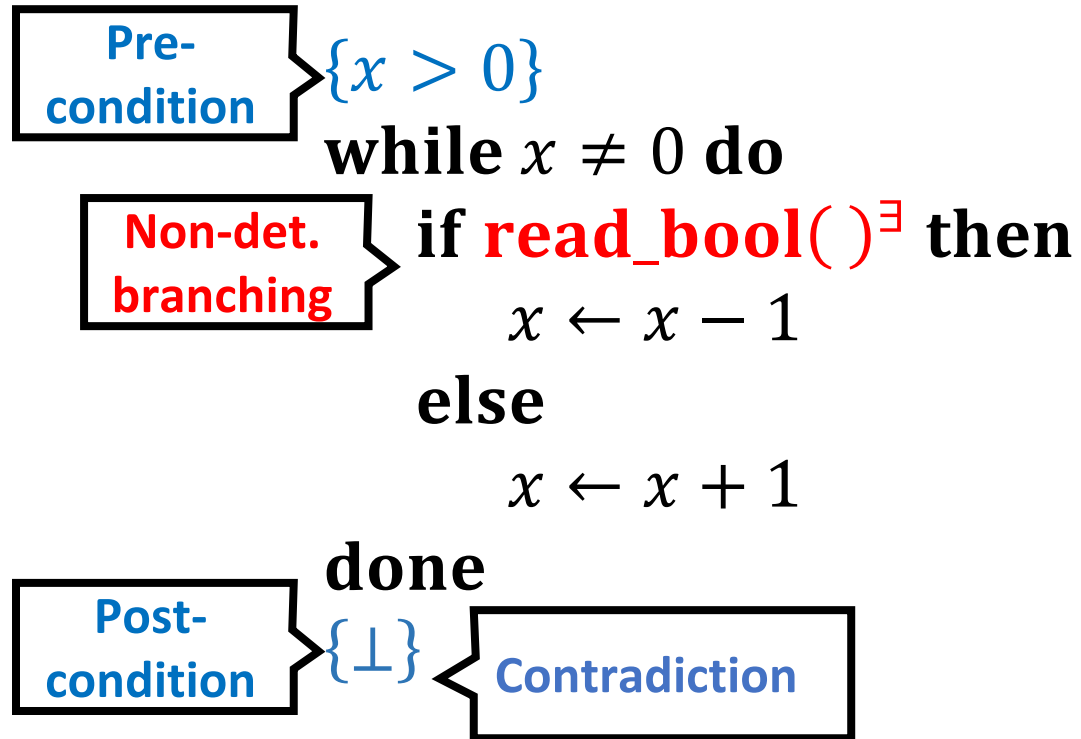 Pre-
condition
{x > 0}
while x ≠ 0 do
Non-det.
branching
if read_bool( )^∃ then
x ← x − 1
else
x ← x + 1
done
Post-
condition
{⊥}
Contradiction